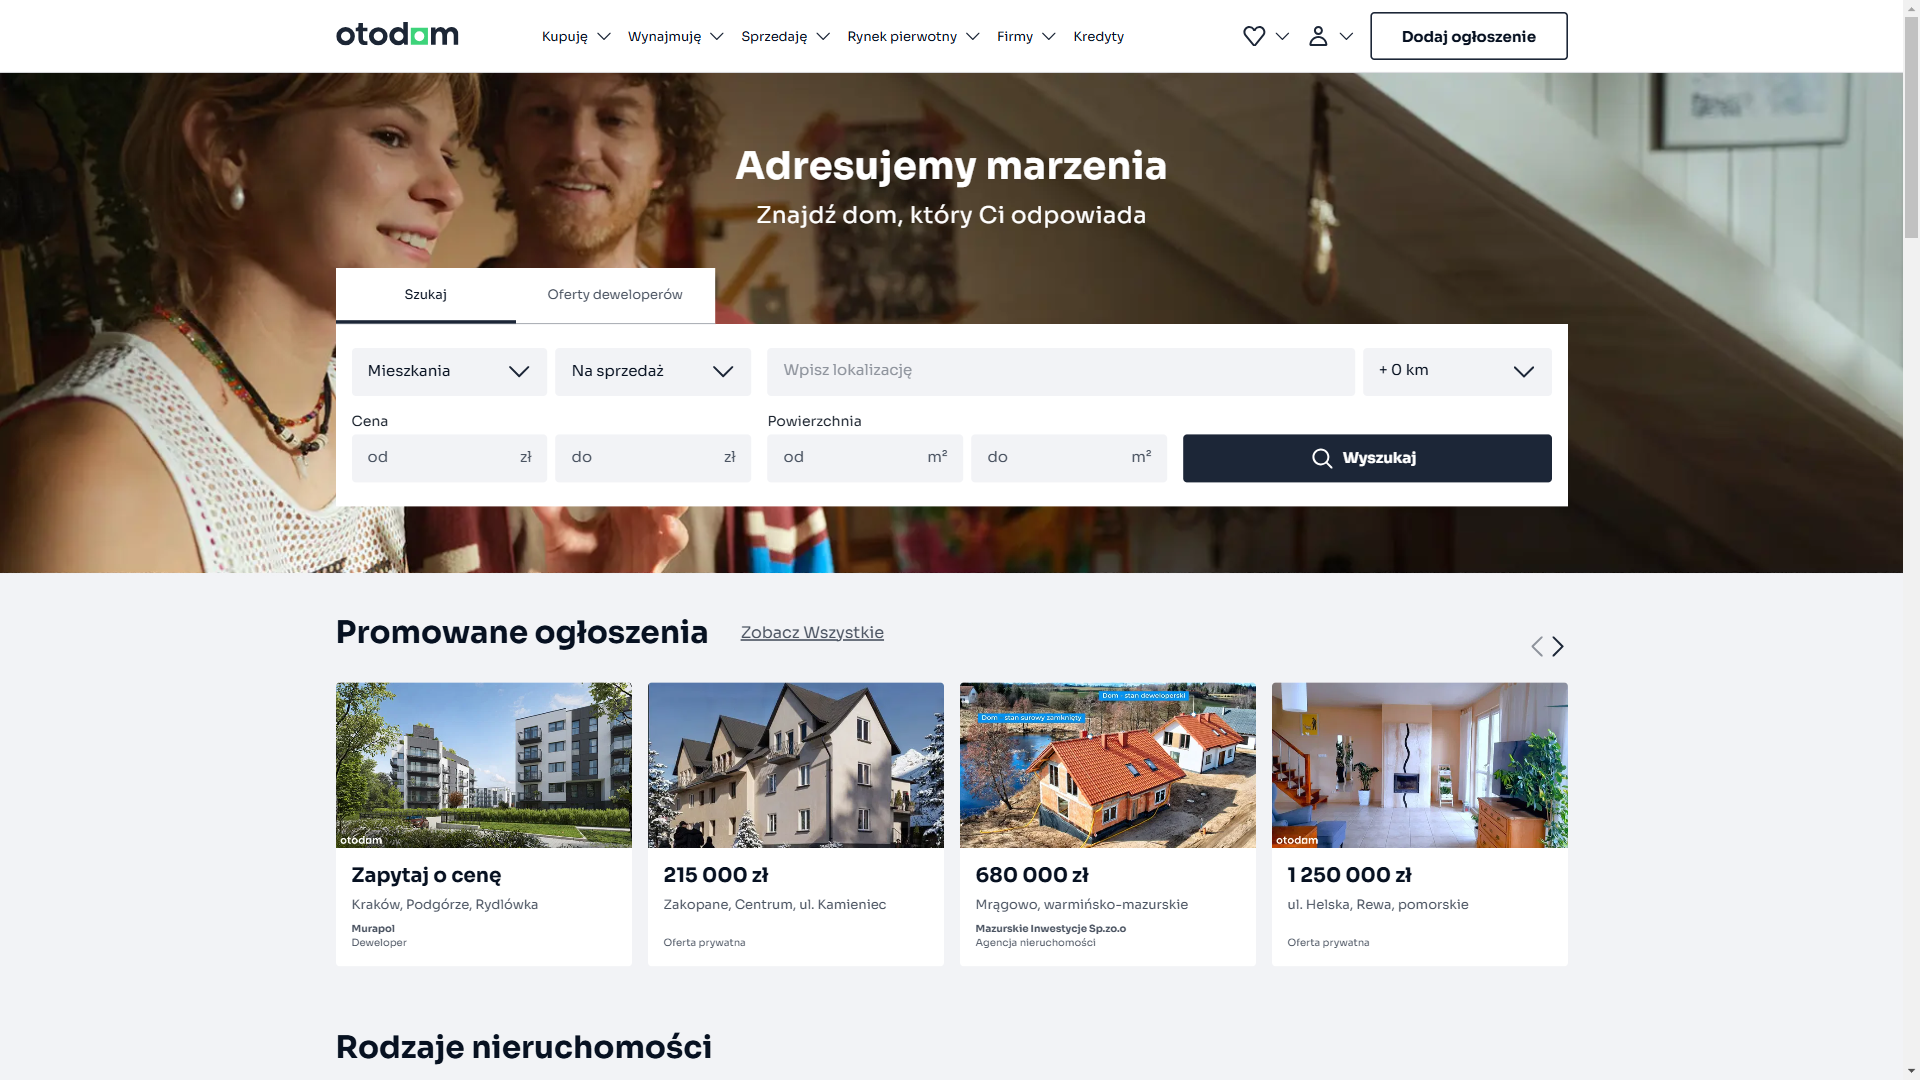 otodom
Kupuję
Wynajmuję
Sprzedaję
Rynek pierwotny
Firmy
Kredyty
Dodaj ogłoszenie
Adresujemy marzenia
Znajdź dom, który Ci odpowiada
Szukaj
Oferty deweloperów
Mieszkania
Na sprzedaż
Wpisz lokalizację
+ 0 km
Cena
Powierzchnia
od zł
do zł
od m²
do m²
Wyszukaj
Promowane ogłoszenia
Zobacz Wszystkie
otodom
Zapytaj o cenę
Kraków, Podgórze, Rydlówka
Murapol
Deweloper
215 000 zł
Zakopane, Centrum, ul. Kamieniec
Oferta prywatna
Dom - stan deweloperski
Dom - stan surowy zamknięty
680 000 zł
Mrągowo, warmińsko-mazurskie
Mazurskie Inwestycje Sp.zo.o
Agencja nieruchomości
otodom
1 250 000 zł
ul. Helska, Rewa, pomorskie
Oferta prywatna
Rodzaje nieruchomości